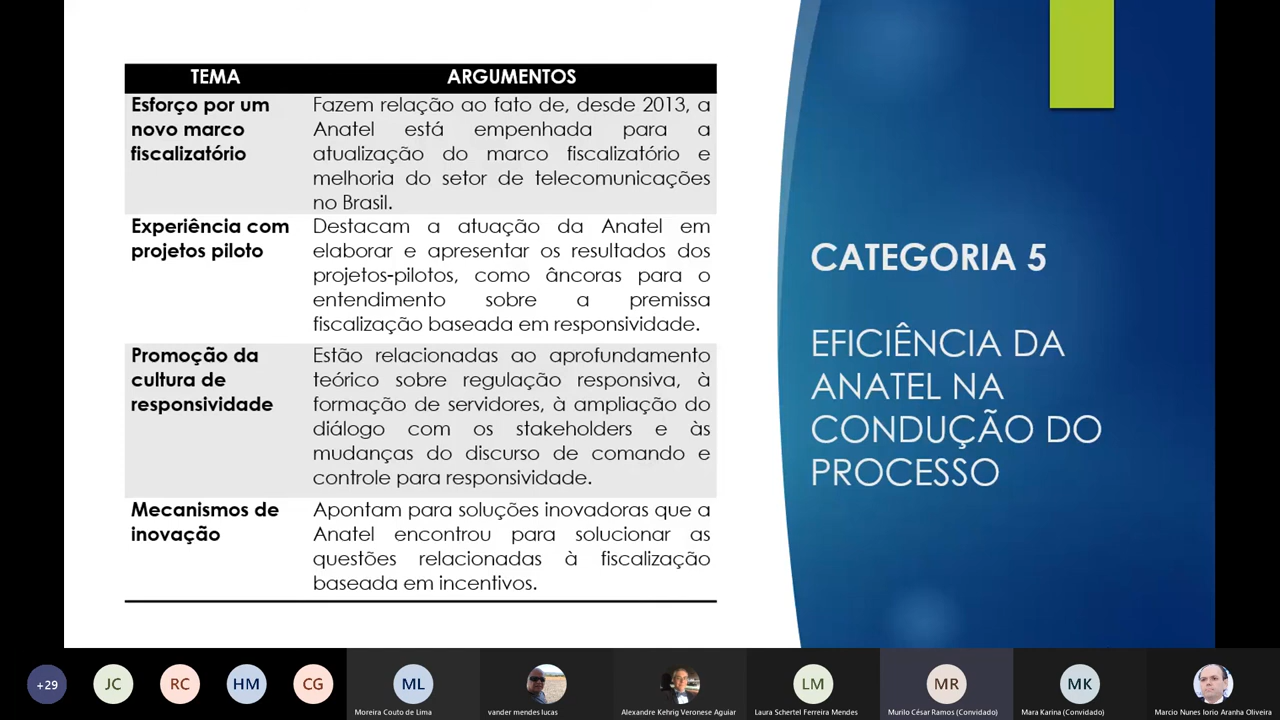 TEMA ARGUMENTOS
Esforço por um
novo marco
fiscalizatório
Fazem relação ao fato de, desde 2013, a
Anatel está empenhada para a
atualização do marco fiscalizatório e
melhoria do setor de telecomunicações
no Brasil.
Experiência com
projetos piloto
Destacam a atuação da Anatel em
elaborar e apresentar os resultados dos
projetos-pilotos, como âncoras para o
entendimento sobre a premissa
fiscalização baseada em responsividade.
Promoção da
cultura de
responsividade
Estão relacionadas ao aprofundamento
teórico sobre regulação responsiva, à
formação de servidores, à ampliação do
diálogo com os stakeholders e às
mudanças do discurso de comando e
controle para responsividade.
Mecanismos de
inovação
Apontam para soluções inovadoras que a
Anatel encontrou para solucionar as
questões relacionadas à fiscalização
baseada em incentivos.
CATEGORIA 5
EFICIÊNCIA DA
ANATEL NA
CONDUÇÃO DO
PROCESSO
+29
JC
RC
HM
CG
ML
Moreira Couto de Lima
vander mendes lucas
Alexandre Kehrig Veronese Aguiar
LM
Laura Schertel Ferreira Mendes
MR
Murilo César Ramos (Convidado)
MK
Mara Karina (Convidado)
Marcio Nunes Iorio Aranha Oliveira